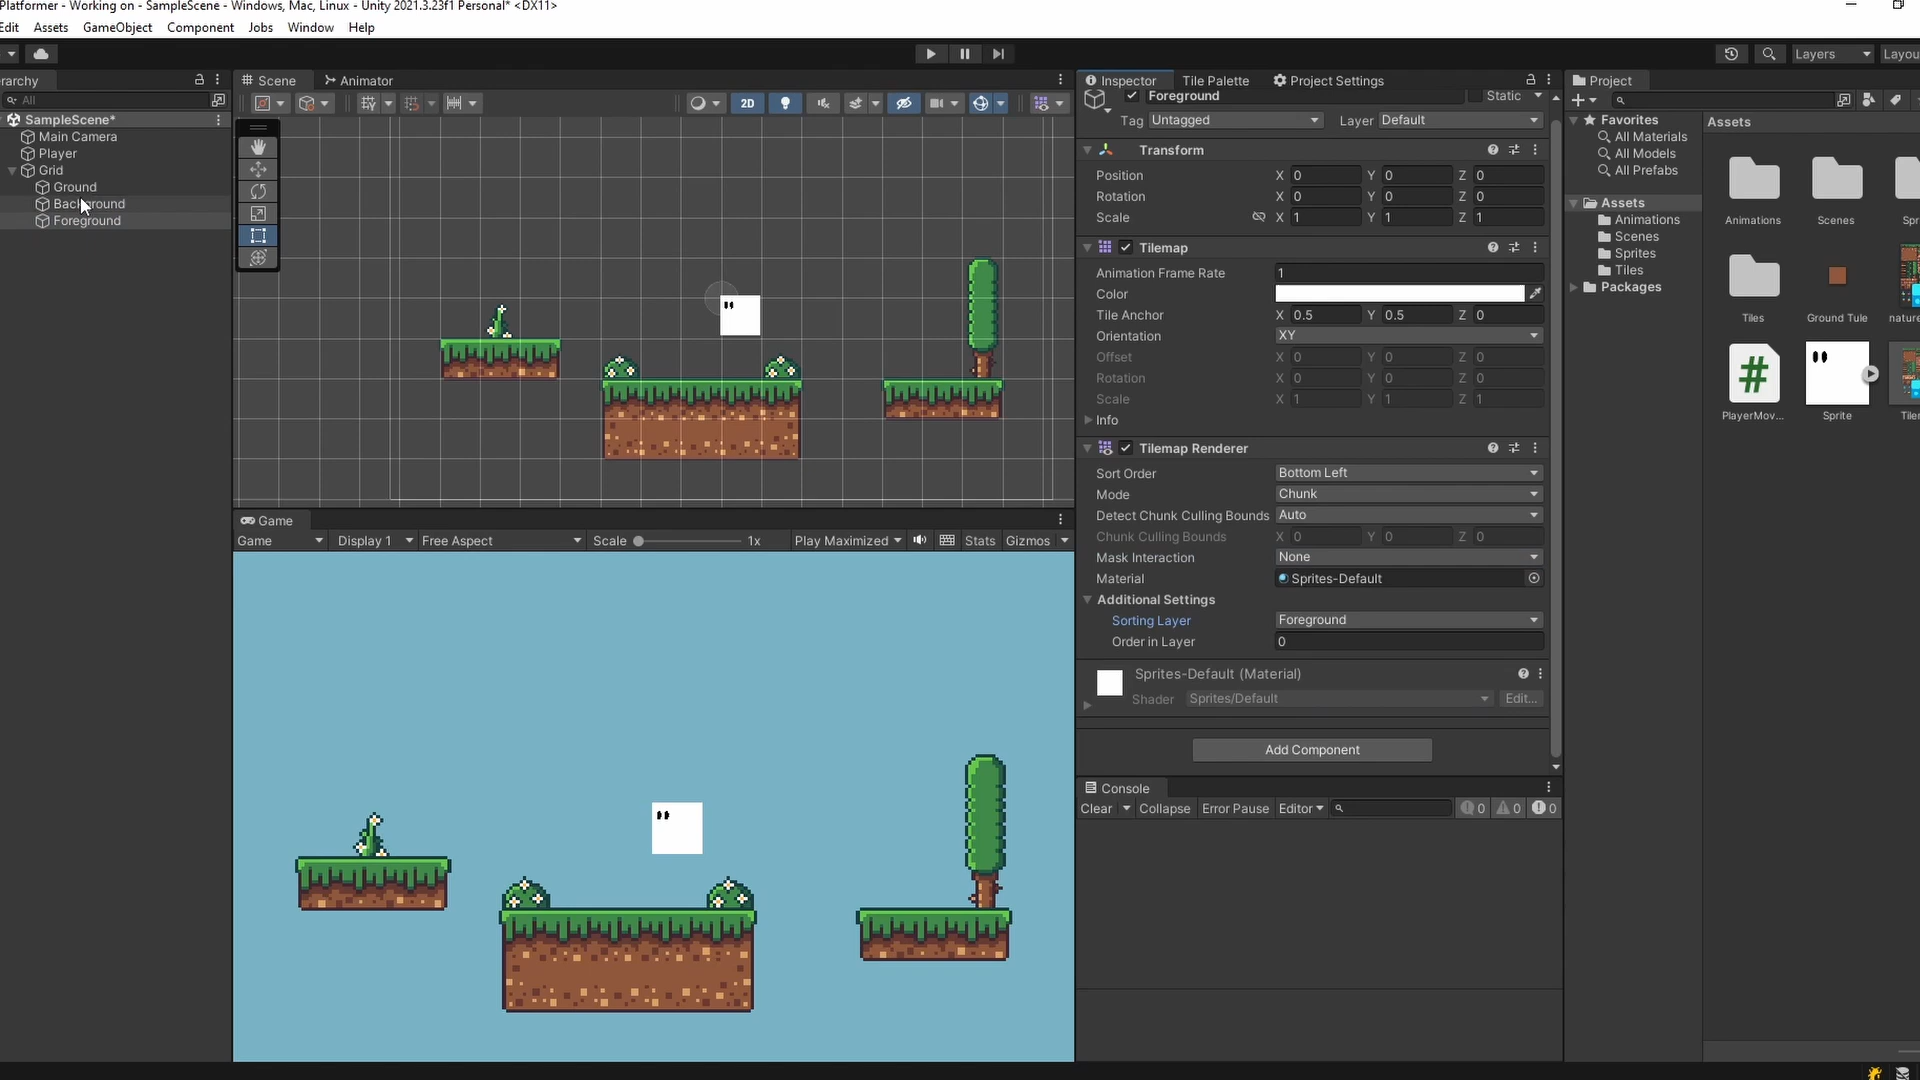 Platformer - Working on - SampleScene - Windows, Mac, Linux - Unity 2021.3.23f1 Personal* <DX11>
Edit Assets GameObject Component Jobs Window Help
Layers Layou
erarchy
All
SampleScene*
Main Camera
Player
Grid
Ground
Background
Foreground
Scene Animator
2D
Game
Game Display 1 Free Aspect Scale 1x Play Maximized Stats Gizmos
Inspector Tile Palette Project Settings
Foreground Static
Tag Untagged Layer Default
Transform
Position X 0 Y 0 Z 0
Rotation X 0 Y 0 Z 0
Scale X 1 Y 1 Z 1
Tilemap
Animation Frame Rate 1
Color
Tile Anchor X 0.5 Y 0.5 Z 0
Orientation XY
Offset X 0 Y 0 Z 0
Rotation X 0 Y 0 Z 0
Scale X 1 Y 1 Z 1
Info
Tilemap Renderer
Sort Order Bottom Left
Mode Chunk
Detect Chunk Culling Bounds Auto
Chunk Culling Bounds X 0 Y 0 Z 0
Mask Interaction None
Material Sprites-Default
Additional Settings
Sorting Layer Foreground
Order in Layer 0
Sprites-Default (Material)
Shader Sprites/Default Edit...
Add Component
Console
Clear Collapse Error Pause Editor 0 0 0
Project
Favorites
All Materials
All Models
All Prefabs
Assets
Animations
Scenes
Sprites
Tiles
Packages
Assets
Animations Scenes Spr
Tiles Ground Tule nature
PlayerMov... Sprite Tiler